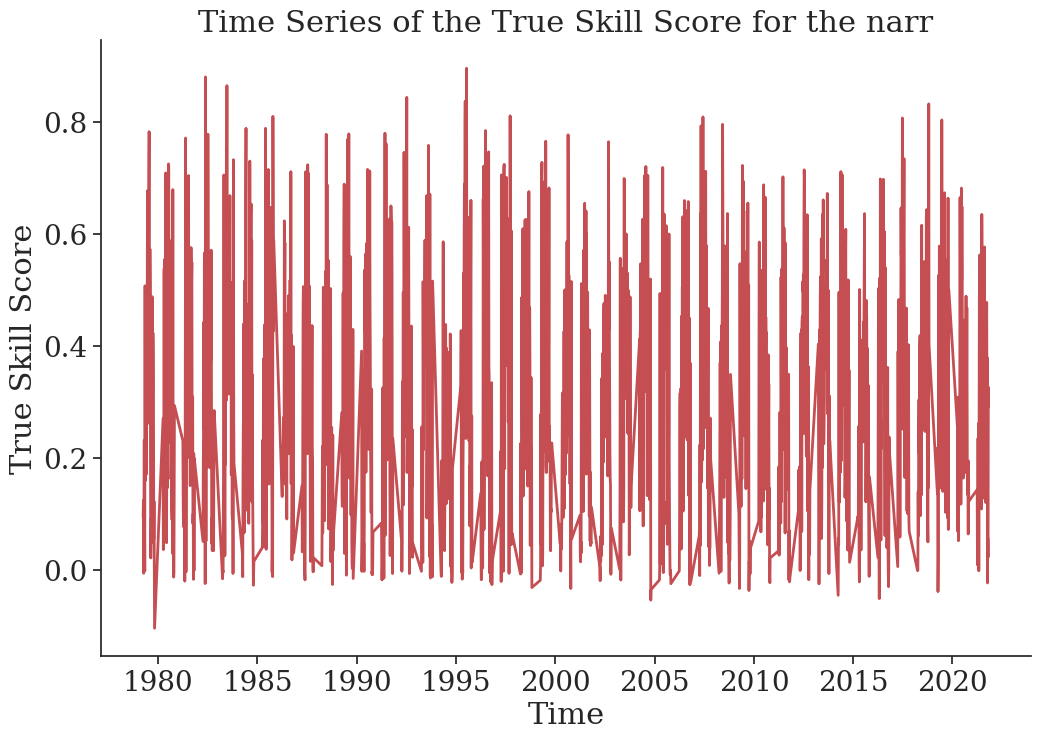 Time Series of the True Skill Score for the narr
True Skill Score
0.8
0.6
0.4
0.2
0.0
1980 1985 1990 1995 2000 2005 2010 2015 2020
Time